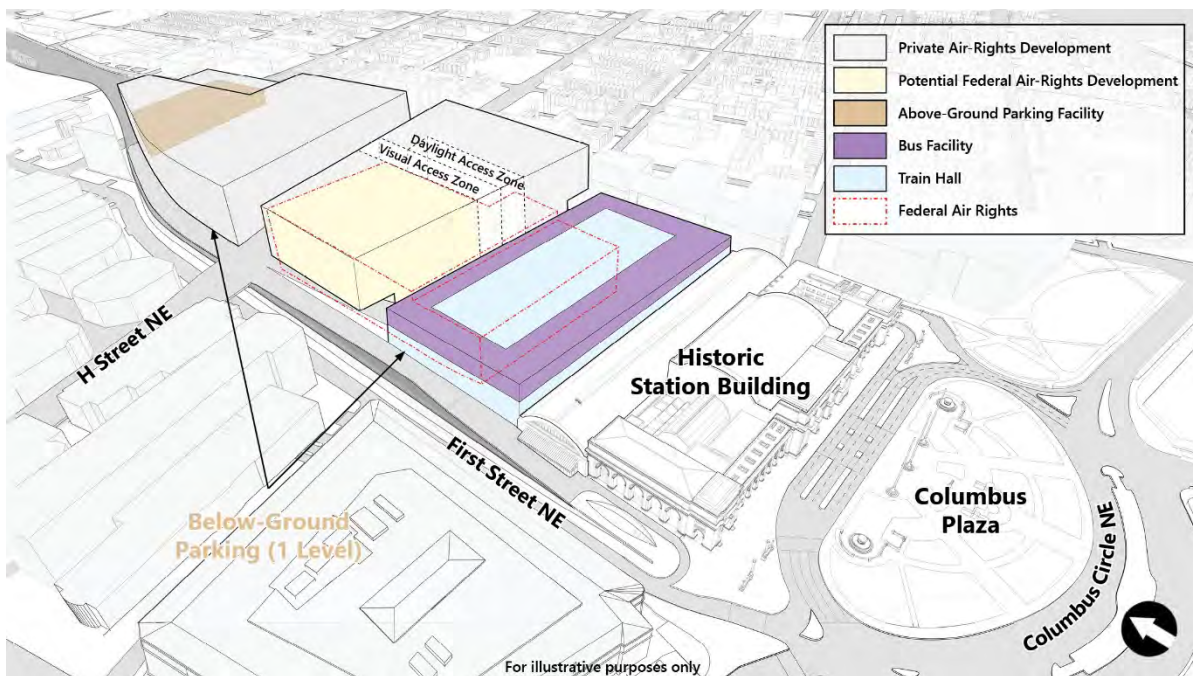 Private Air-Rights Development
Potential Federal Air-Rights Development
Above-Ground Parking Facility
Bus Facility
Train Hall
Federal Air Rights
Daylight Access Zone
Visual Access Zone
H Street NE
Historic
Station Building
First Street NE
Below-Ground
Parking (1 Level)
Columbus
Plaza
Columbus Circle NE
For illustrative purposes only